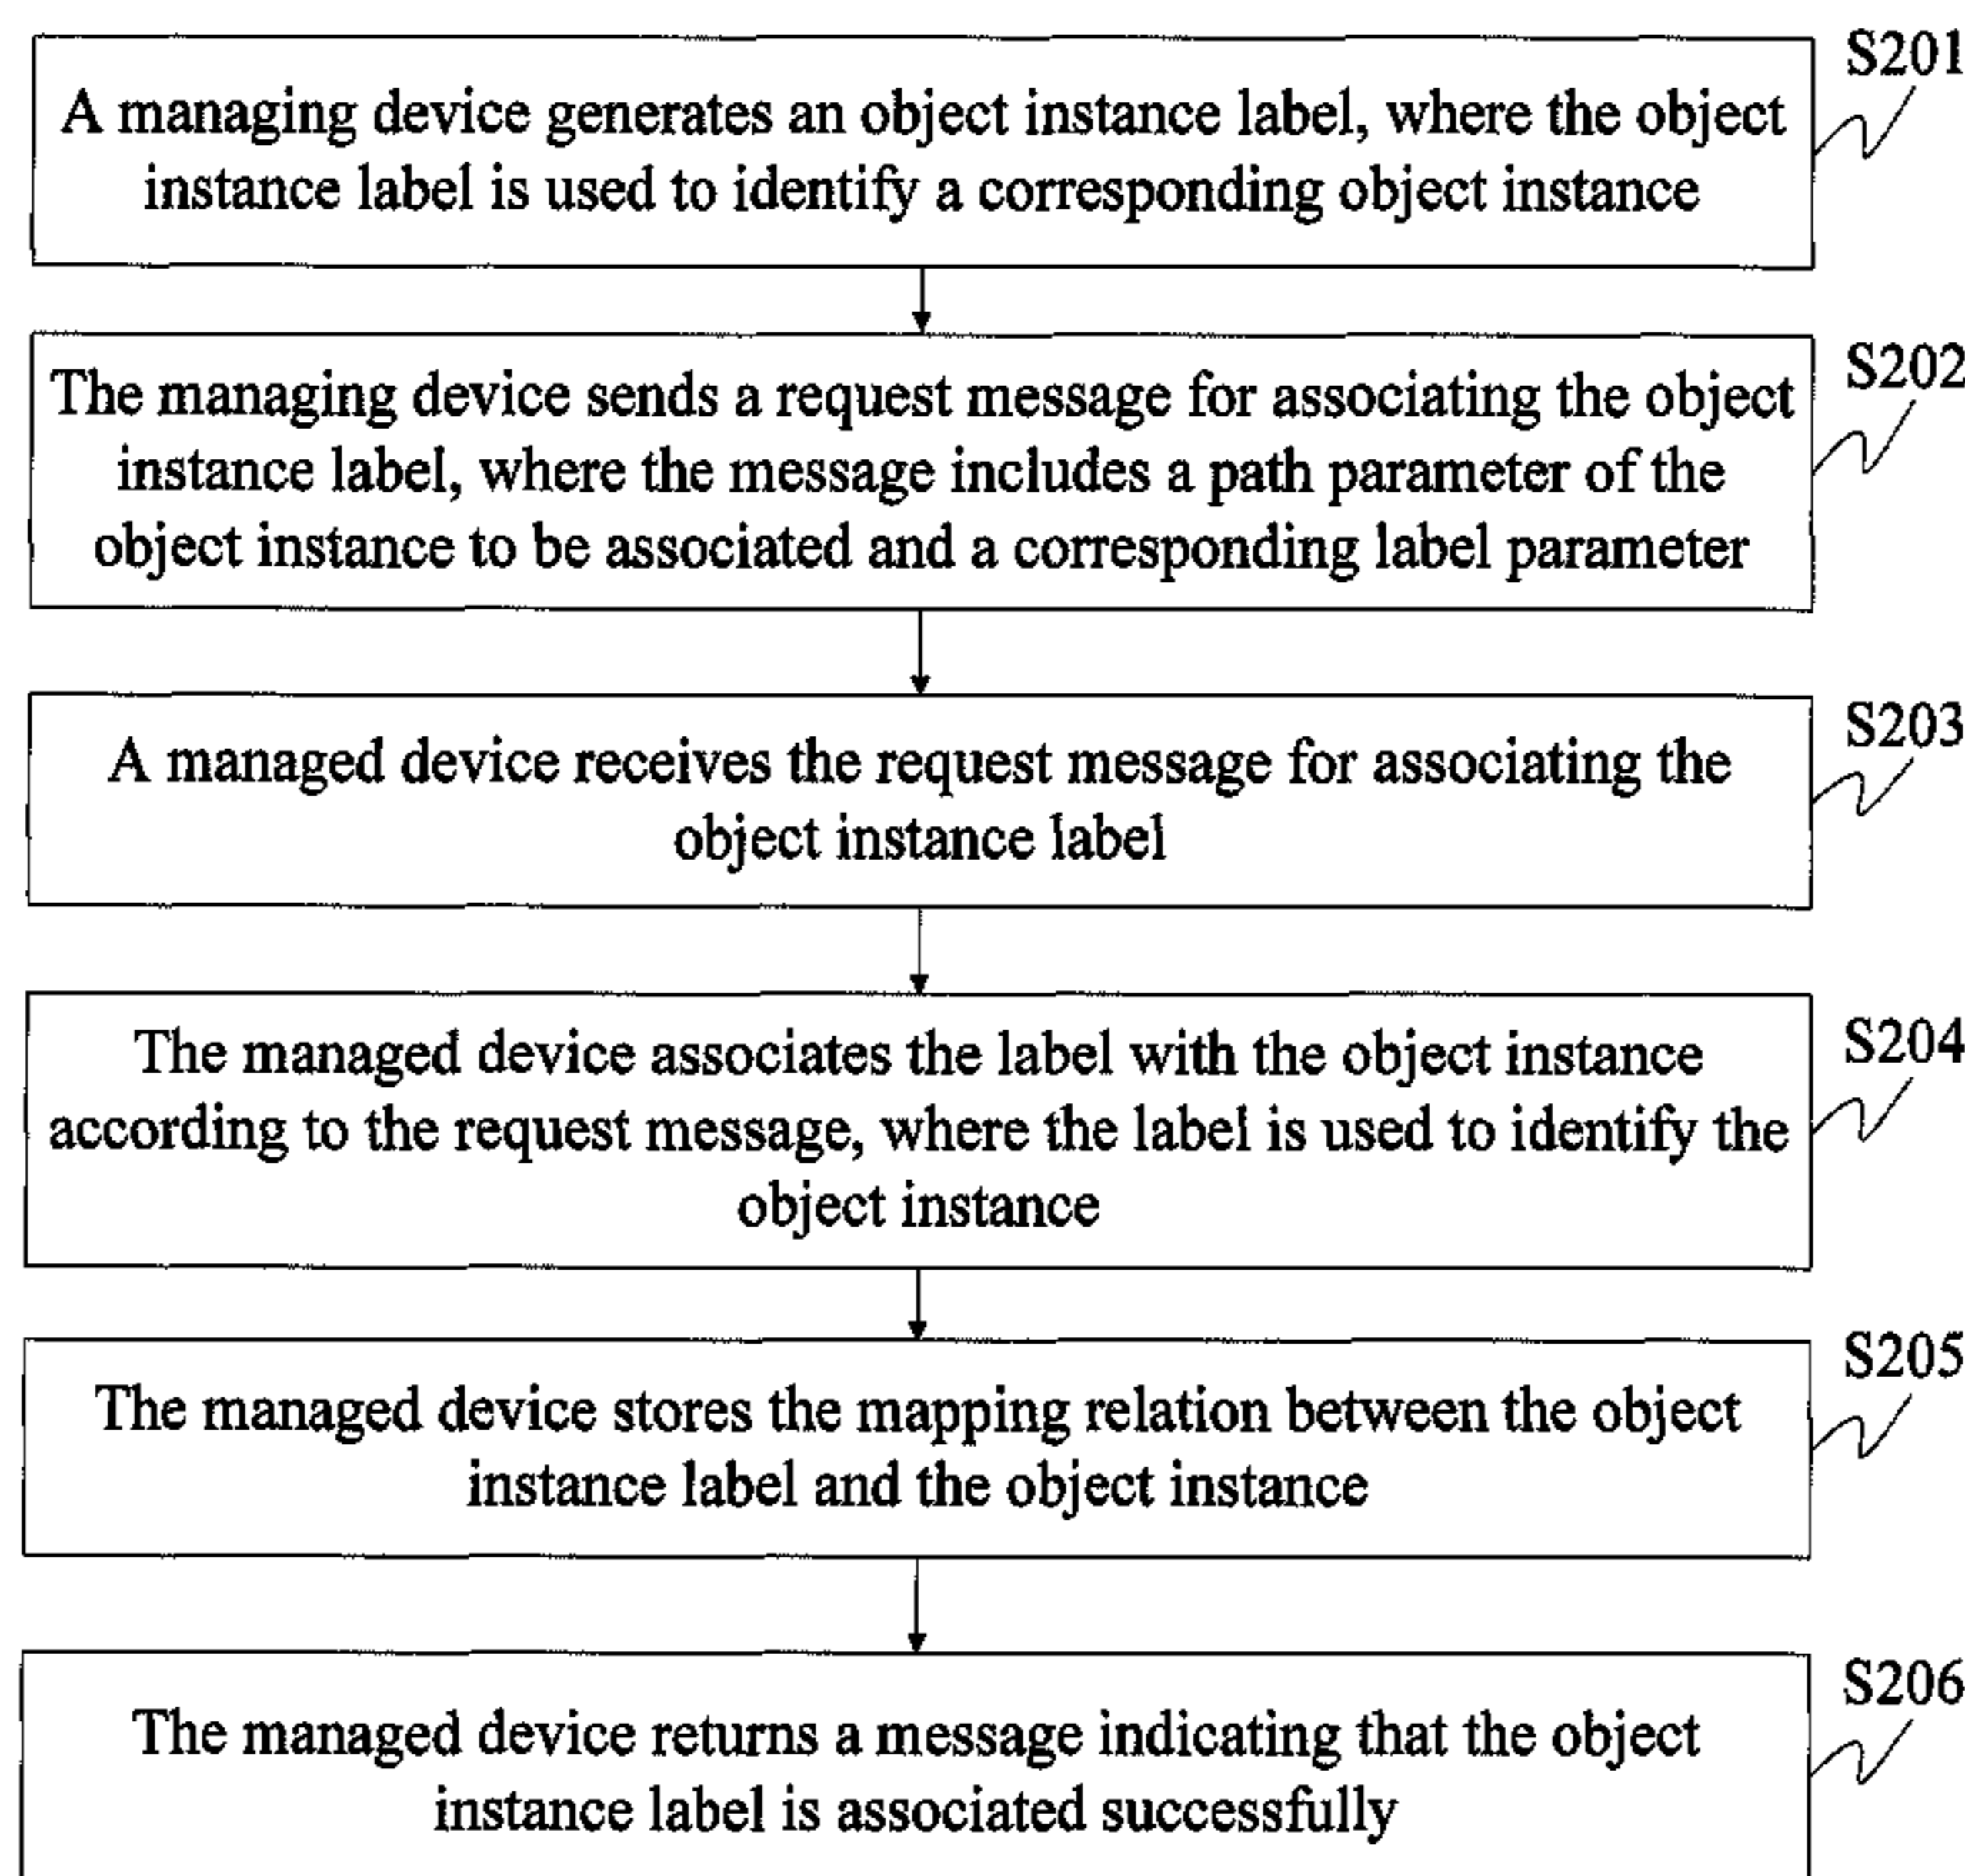 S201
A managing device generates an object instance label, where the object
instance label is used to identify a corresponding object instance
S202
The managing device sends a request message for associating the object
instance label, where the message includes a path parameter of the
object instance to be associated and a corresponding label parameter
S203
A managed device receives the request message for associating the
object instance label
S204
The managed device associates the label with the object instance
according to the request message, where the label is used to identify the
object instance
S205
The managed device stores the mapping relation between the object
instance label and the object instance
S206
The managed device returns a message indicating that the object
instance label is associated successfully